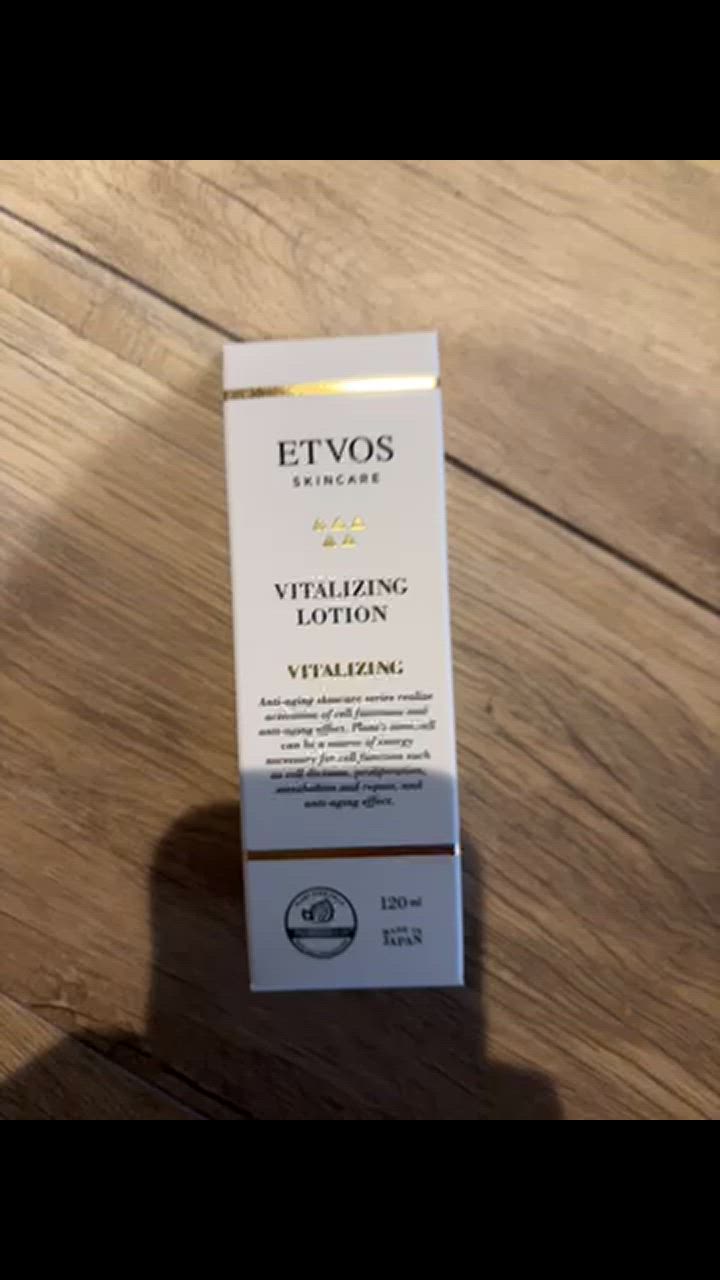 ETVOS
SKINCARE
VITALIZING
LOTION
VITALIZING
Anti-aging skincare series realize
activation of cell functions and
anti-aging effect. Plant's stem cell
can be a source of energy
necessary for cell function such
as cell division, proliferation,
metabolism and repair, and
anti-aging effect.
120 ml
MADE IN
JAPAN